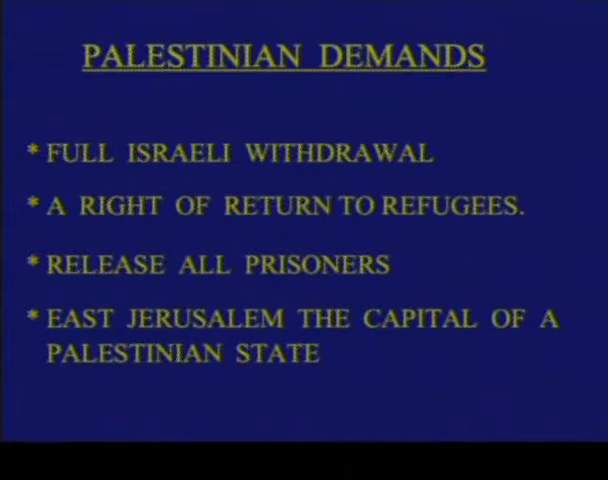 PALESTINIAN DEMANDS
* FULL ISRAELI WITHDRAWAL
* A RIGHT OF RETURN TO REFUGEES.
* RELEASE ALL PRISONERS
* EAST JERUSALEM THE CAPITAL OF A
PALESTINIAN STATE